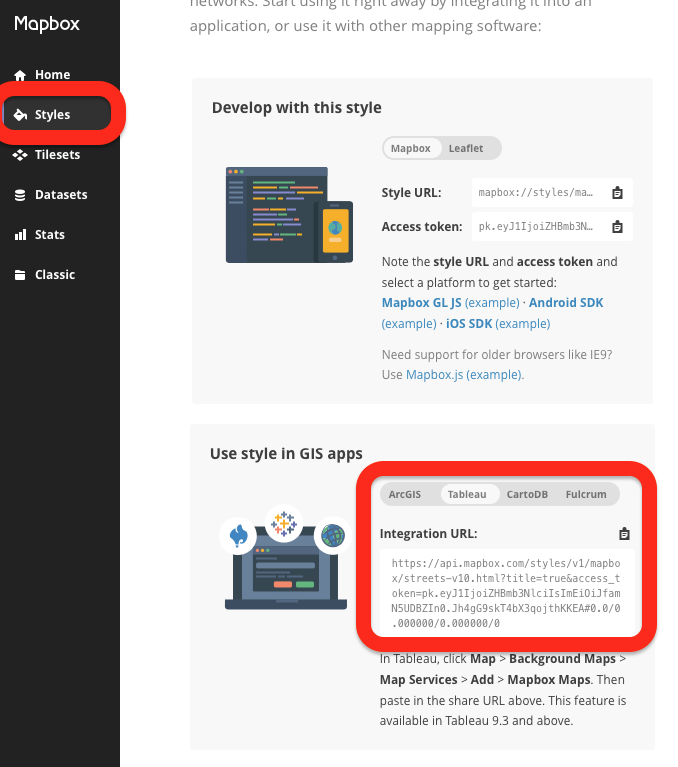 Mapbox
networks. Start using it right away by integrating it into an
application, or use it with other mapping software:
Home
Styles
Tilesets
Datasets
Stats
Classic
Develop with this style
Mapbox Leaflet
Style URL: mapbox://styles/ma…
Access token: pk.eyJ1IjoiZHBmb3N…
Note the style URL and access token and
select a platform to get started:
Mapbox GL JS (example) · Android SDK
(example) · iOS SDK (example)
Need support for older browsers like IE9?
Use Mapbox.js (example).
Use style in GIS apps
ArcGIS Tableau CartoDB Fulcrum
Integration URL:
https://api.mapbox.com/styles/v1/mapbo
x/streets-v10.html?title=true&access_t
oken=pk.eyJ1IjoiZHBmb3NlciIsImEiOiJfam
N5UDBZIn0.Jh4gG9skT4bX3qojthKKEA#0.0/0
.000000/0.000000/0
In Tableau, click Map > Background Maps >
Map Services > Add > Mapbox Maps. Then
paste in the share URL above. This feature is
available in Tableau 9.3 and above.